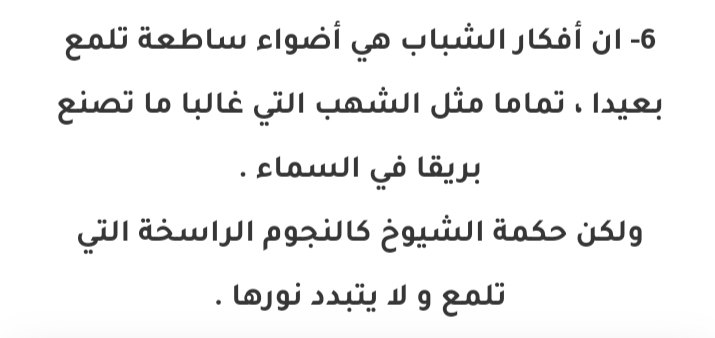 6- ان أفكار الشباب هي أضواء ساطعة تلمع
بعيدا ، تماما مثل الشهب التي غالبا ما تصنع
بريقا في السماء .
ولكن حكمة الشيوخ كالنجوم الراسخة التي
تلمع و لا يتبدد نورها .